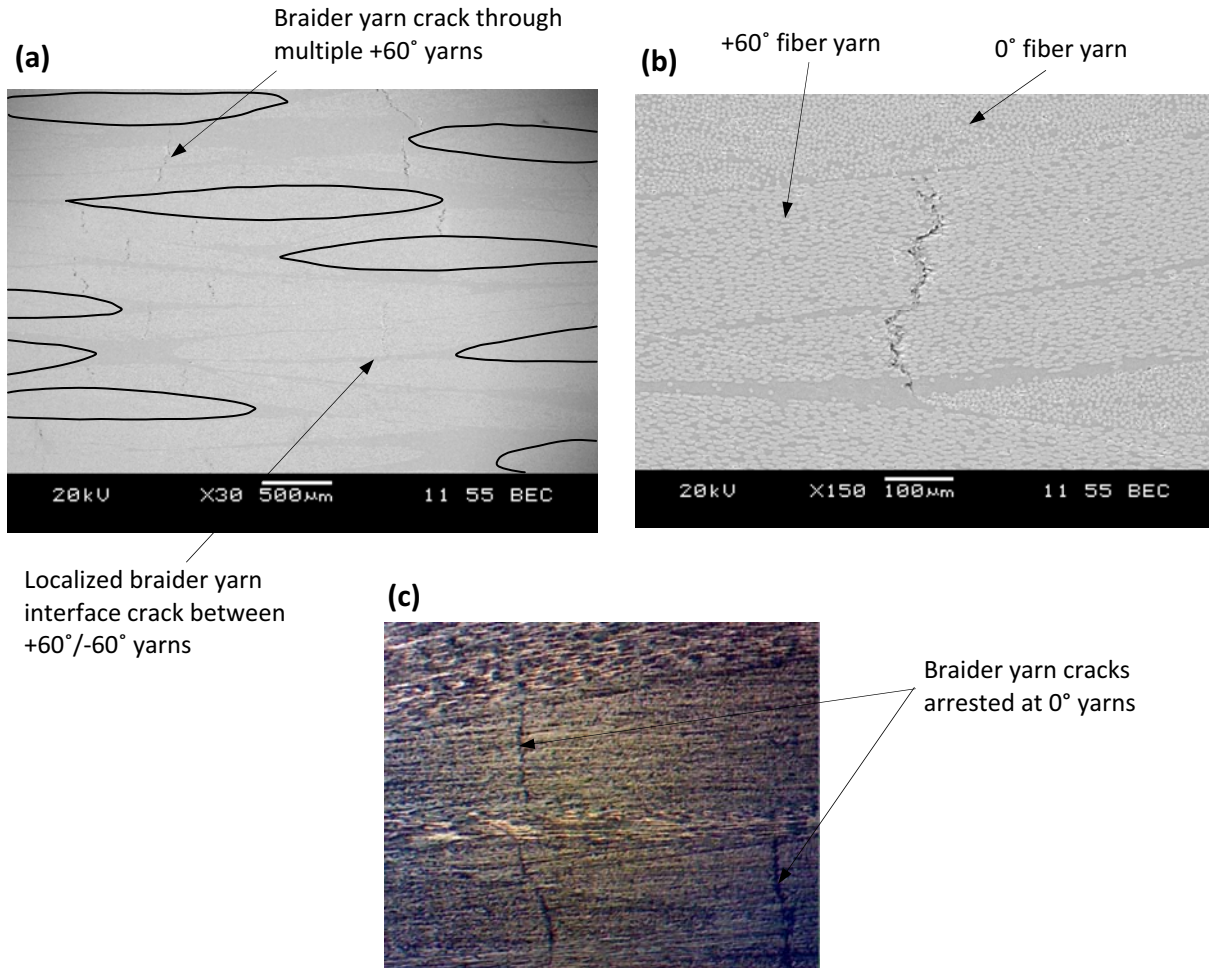 Braider yarn crack through
multiple +60˚ yarns
(a)
20kV X30 500µm 11 55 BEC
Localized braider yarn
interface crack between
+60˚/-60˚ yarns
(b)
+60˚ fiber yarn
0˚ fiber yarn
20kV X150 100µm 11 55 BEC
(c)
Braider yarn cracks
arrested at 0° yarns